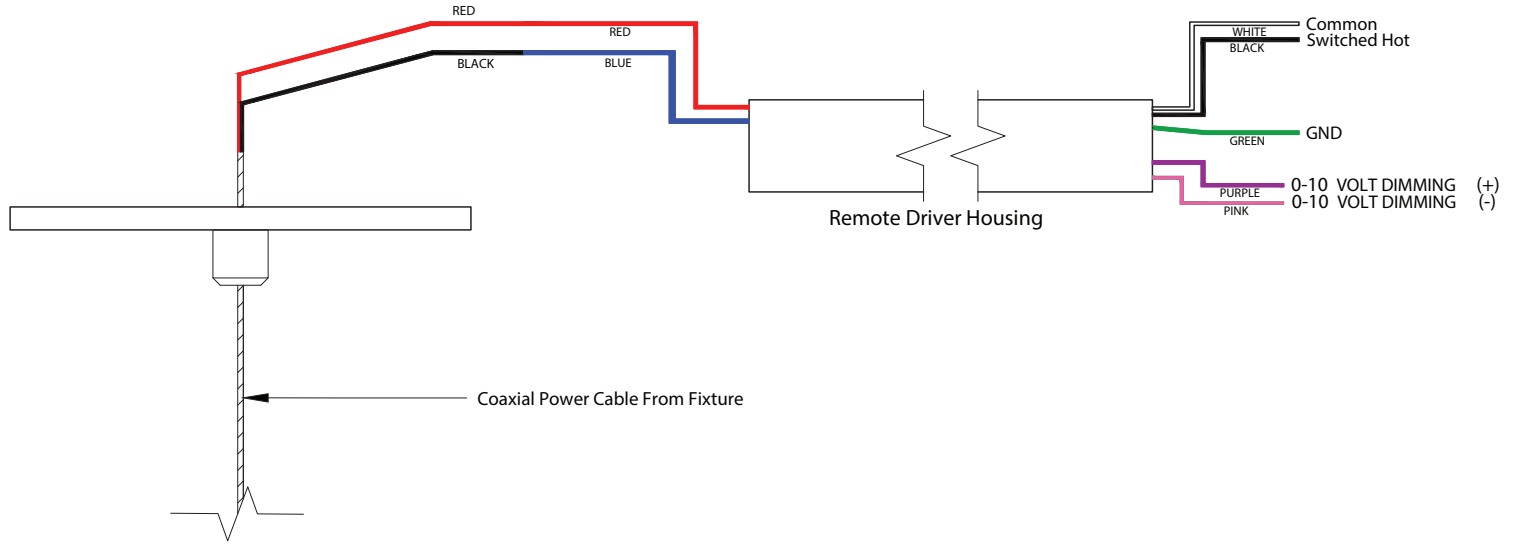 RED
RED
BLACK
BLUE
Common
WHITE
Switched Hot
BLACK
GND
GREEN
0-10 VOLT DIMMING (+)
PURPLE
0-10 VOLT DIMMING (-)
PINK
Remote Driver Housing
Coaxial Power Cable From Fixture